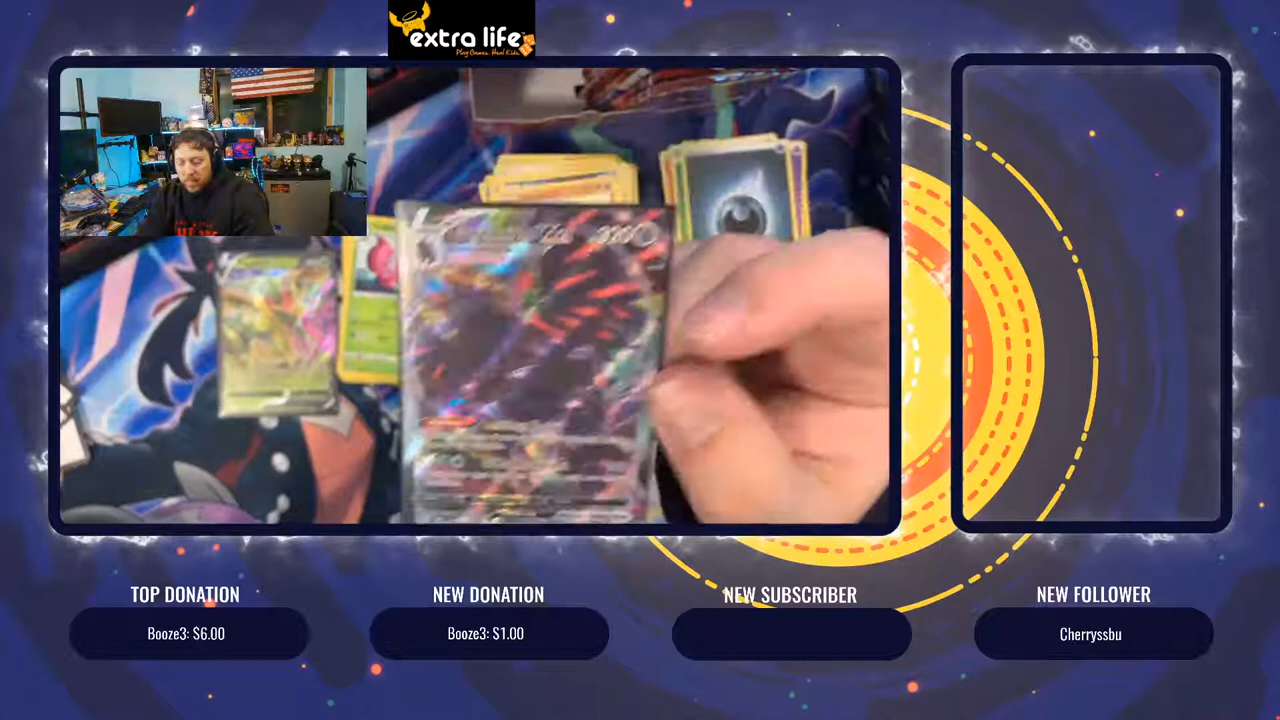 extra life
Play Games. Heal Kids.
TOP DONATION
NEW DONATION
NEW SUBSCRIBER
NEW FOLLOWER
Booze3: $6.00
Booze3: $1.00
Cherryssbu